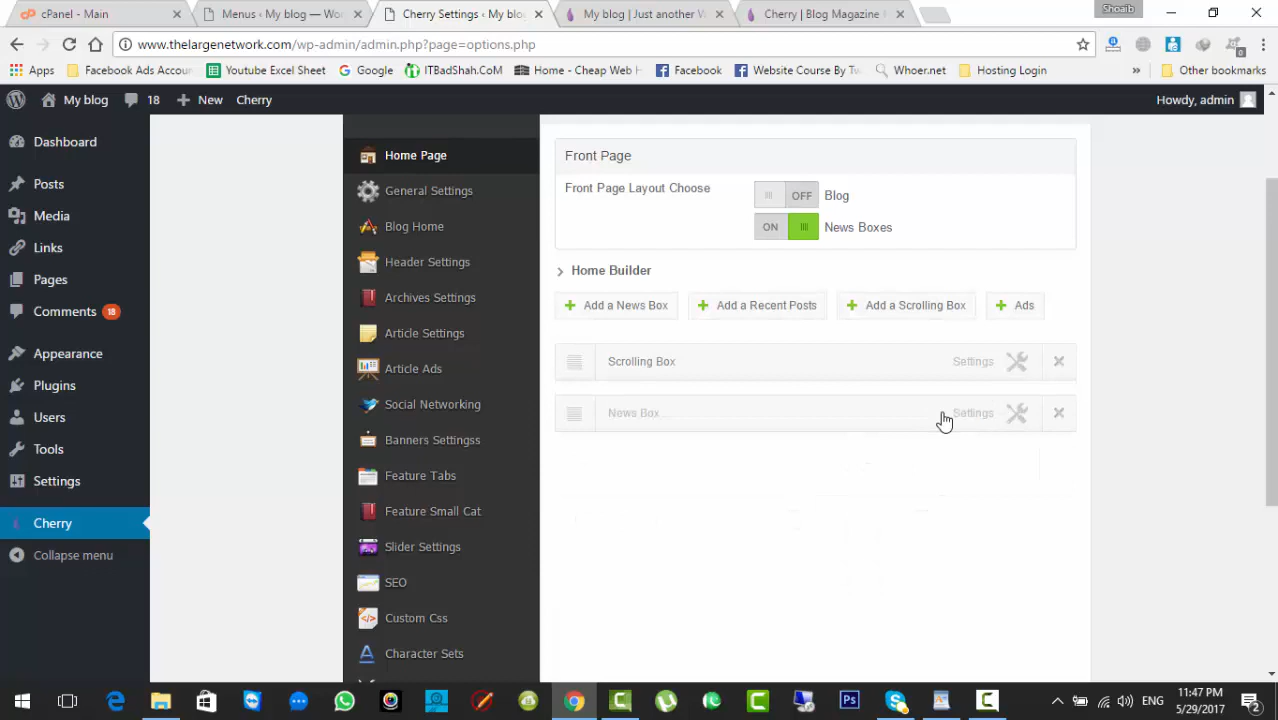 cPanel - Main
Menus ‹ My blog — Wo
Cherry Settings ‹ My blo
My blog | Just another W
Cherry | Blog Magazine
Shoaib
www.thelargenetwork.com/wp-admin/admin.php?page=options.php
Apps
Facebook Ads Accou
Youtube Excel Sheet
Google
ITBadShah.CoM
Home - Cheap Web H
Facebook
Website Course By Tw
Whoer.net
Hosting Login
»
Other bookmarks
My blog
18
New
Cherry
Howdy, admin
Dashboard
Posts
Media
Links
Pages
Comments 18
Appearance
Plugins
Users
Tools
Settings
Cherry
Collapse menu
Home Page
General Settings
Blog Home
Header Settings
Archives Settings
Article Settings
Article Ads
Social Networking
Banners Settingss
Feature Tabs
Feature Small Cat
Slider Settings
SEO
Custom Css
Character Sets
Front Page
Front Page Layout Choose
OFF Blog
ON News Boxes
Home Builder
Add a News Box
Add a Recent Posts
Add a Scrolling Box
Ads
Scrolling Box Settings
News Box Settings
ENG
11:47 PM
5/29/2017
2